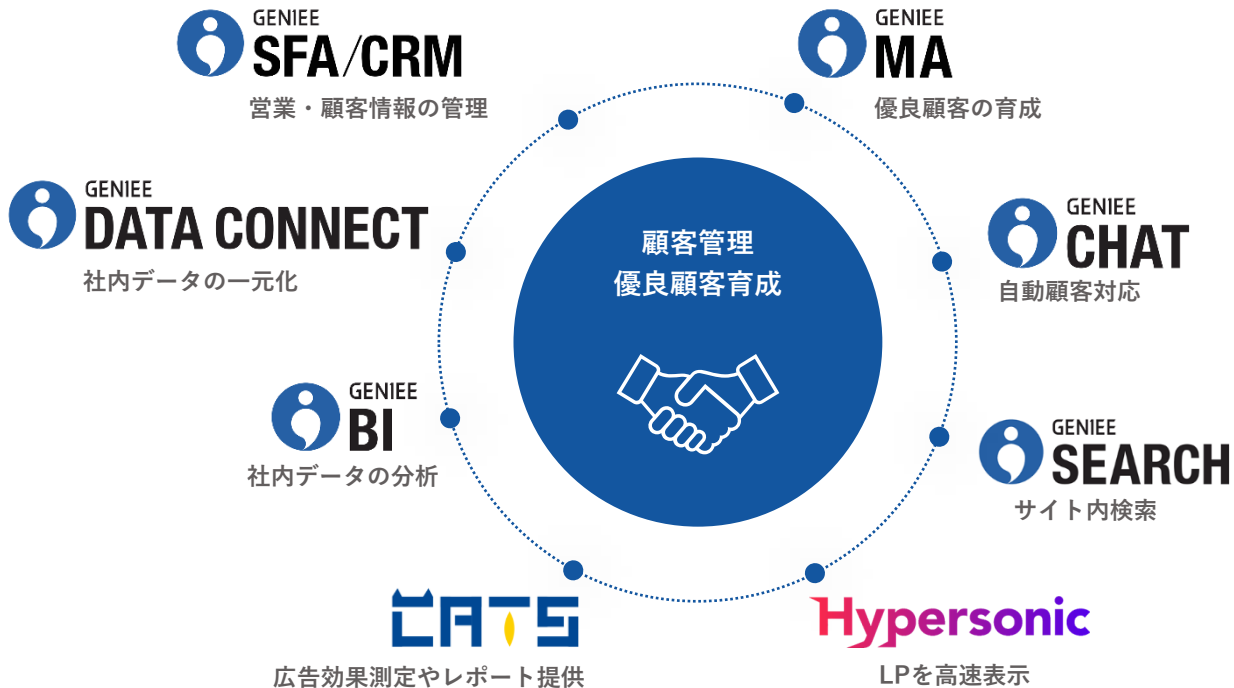 GENIEE
SFA/CRM
営業・顧客情報の管理
GENIEE
MA
優良顧客の育成
GENIEE
DATA CONNECT
社内データの一元化
顧客管理
優良顧客育成
GENIEE
CHAT
自動顧客対応
GENIEE
BI
社内データの分析
GENIEE
SEARCH
サイト内検索
CATS
広告効果測定やレポート提供
Hypersonic
LPを高速表示